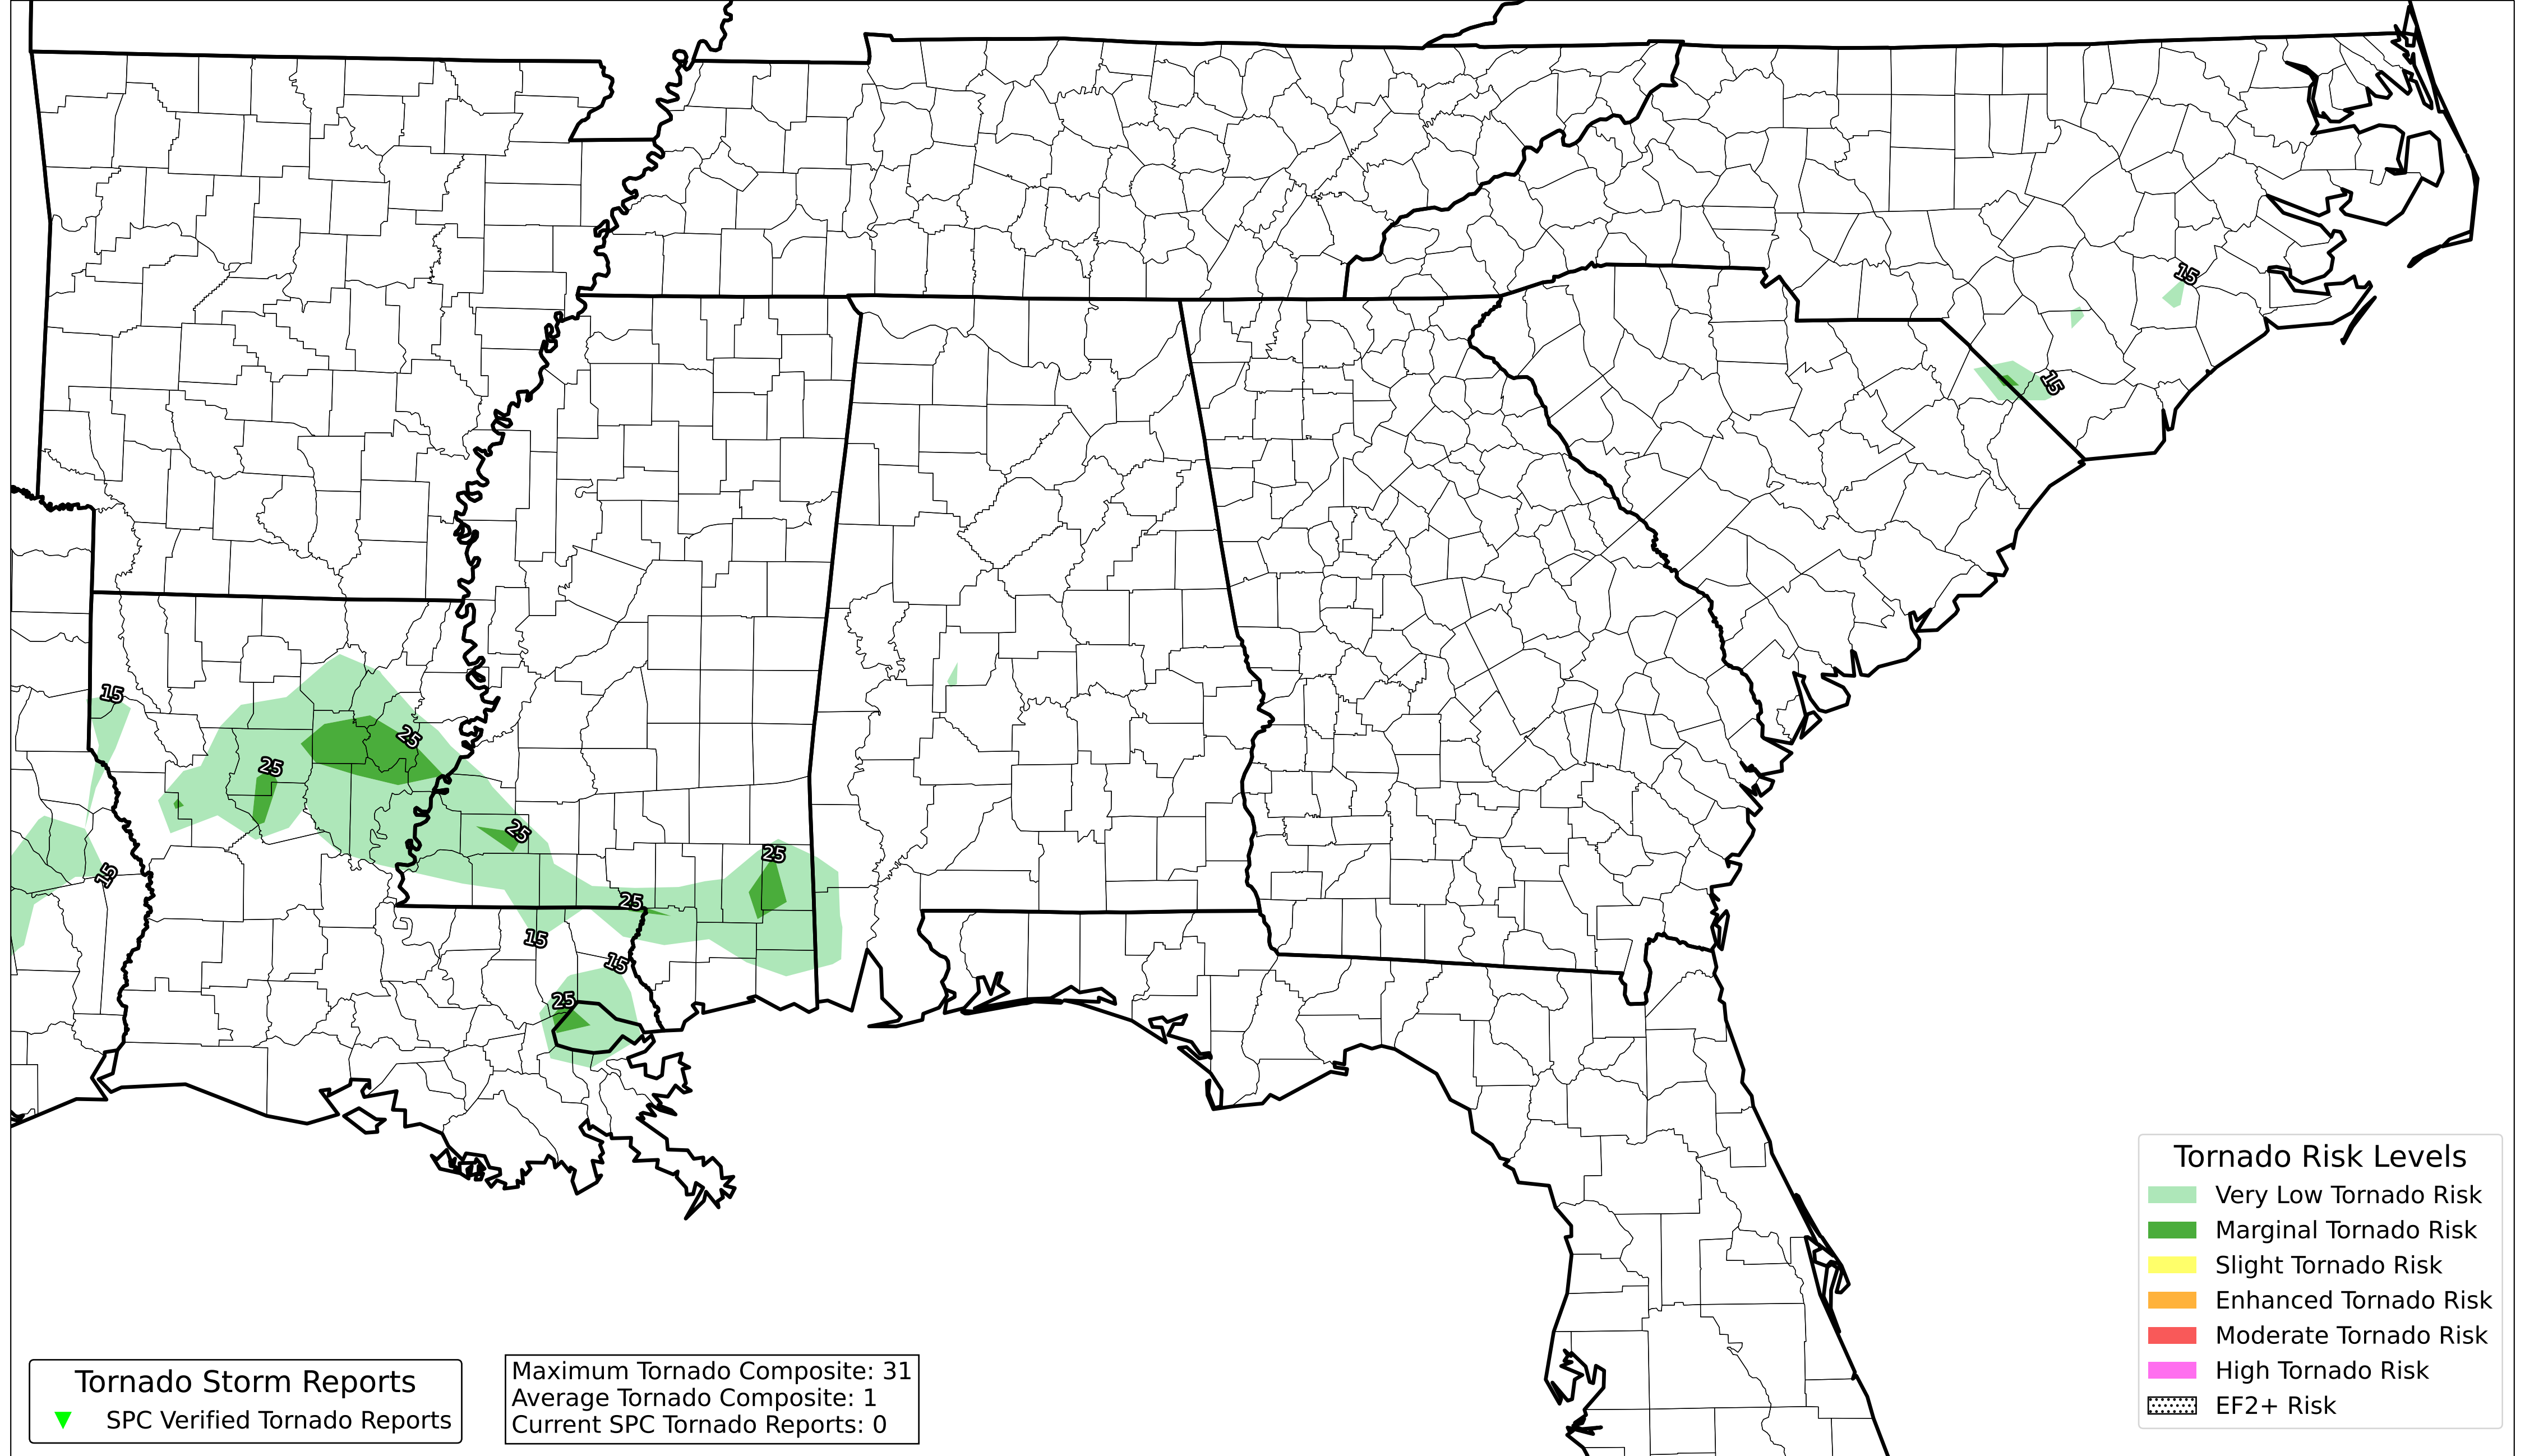 15
15
15
25
25
25
25
25
15
15
15
25
Tornado Risk Levels
Very Low Tornado Risk
Marginal Tornado Risk
Slight Tornado Risk
Enhanced Tornado Risk
Moderate Tornado Risk
High Tornado Risk
EF2+ Risk
Tornado Storm Reports
SPC Verified Tornado Reports
Maximum Tornado Composite: 31
Average Tornado Composite: 1
Current SPC Tornado Reports: 0